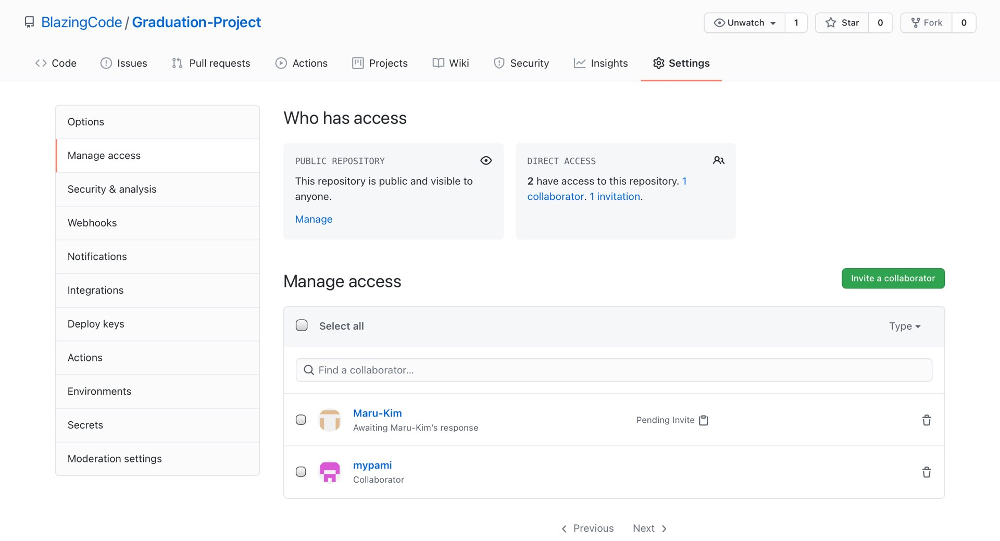 BlazingCode / Graduation-Project
Unwatch 1
Star 0
Fork 0
Code
Issues
Pull requests
Actions
Projects
Wiki
Security
Insights
Settings
Options
Manage access
Security & analysis
Webhooks
Notifications
Integrations
Deploy keys
Actions
Environments
Secrets
Moderation settings
Who has access
PUBLIC REPOSITORY
This repository is public and visible to
anyone.
Manage
DIRECT ACCESS
2 have access to this repository. 1
collaborator. 1 invitation.
Manage access
Invite a collaborator
Select all
Type
Find a collaborator...
Maru-Kim
Awaiting Maru-Kim's response
Pending Invite
mypami
Collaborator
Previous
Next